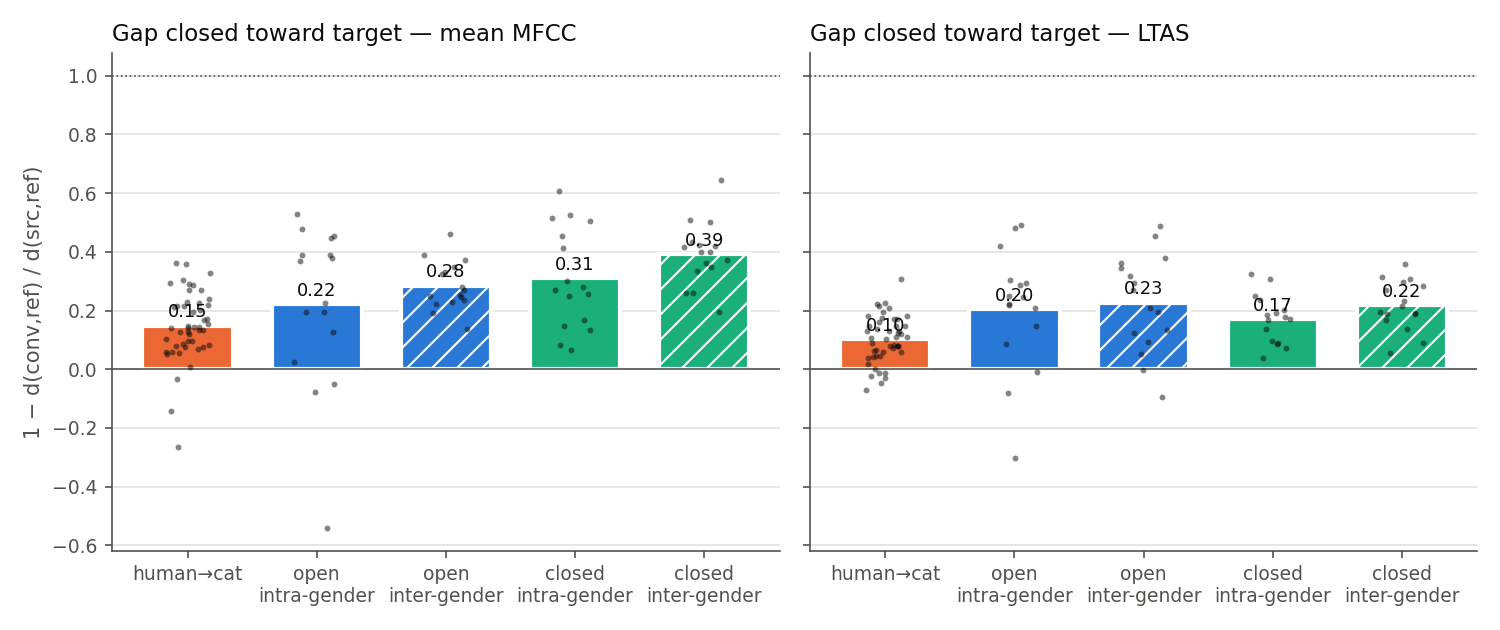 Gap closed toward target — mean MFCC
Gap closed toward target — LTAS
1 − d(conv,ref) / d(src,ref)
1.0
0.8
0.6
0.4
0.2
0.0
−0.2
−0.4
−0.6
0.15
0.22
0.28
0.31
0.39
0.10
0.20
0.23
0.17
0.22
human→cat
open
intra-gender
open
inter-gender
closed
intra-gender
closed
inter-gender
human→cat
open
intra-gender
open
inter-gender
closed
intra-gender
closed
inter-gender